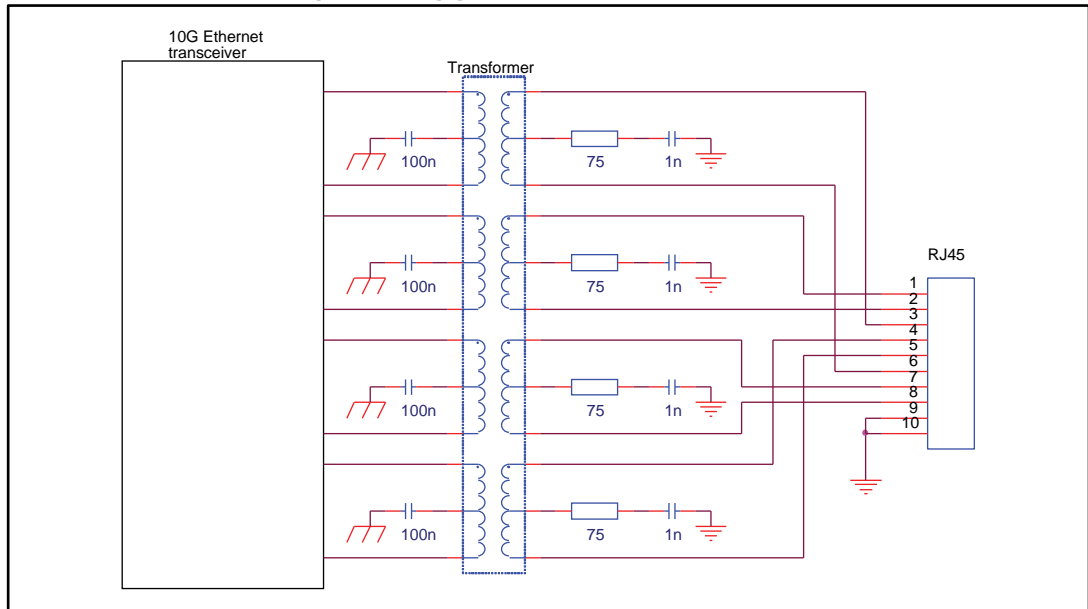 10G Ethernet
transceiver
Transformer
100n
75
1n
100n
75
1n
RJ45
1
2
3
4
5
6
7
8
9
10
100n
75
1n
100n
75
1n